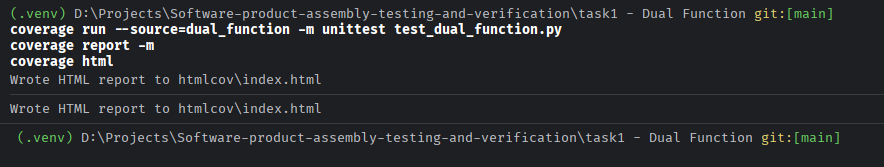 (.venv) D:\Projects\Software-product-assembly-testing-and-verification\task1 - Dual Function git:[main]
coverage run --source=dual_function -m unittest test_dual_function.py
coverage report -m
coverage html
Wrote HTML report to htmlcov\index.html
Wrote HTML report to htmlcov\index.html
(.venv) D:\Projects\Software-product-assembly-testing-and-verification\task1 - Dual Function git:[main]